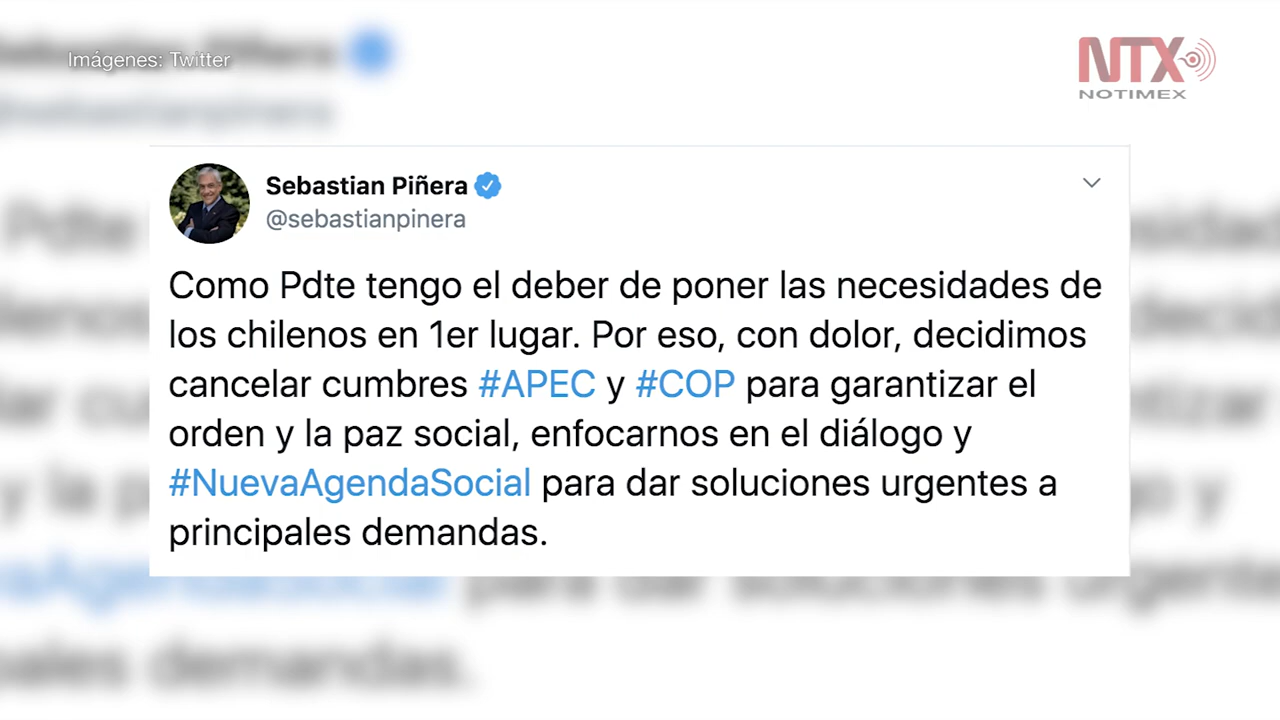 Imágenes: Twitter
NTX
NOTIMEX
Sebastian Piñera
@sebastianpinera
Como Pdte tengo el deber de poner las necesidades de
los chilenos en 1er lugar. Por eso, con dolor, decidimos
cancelar cumbres #APEC y #COP para garantizar el
orden y la paz social, enfocarnos en el diálogo y
#NuevaAgendaSocial para dar soluciones urgentes a
principales demandas.